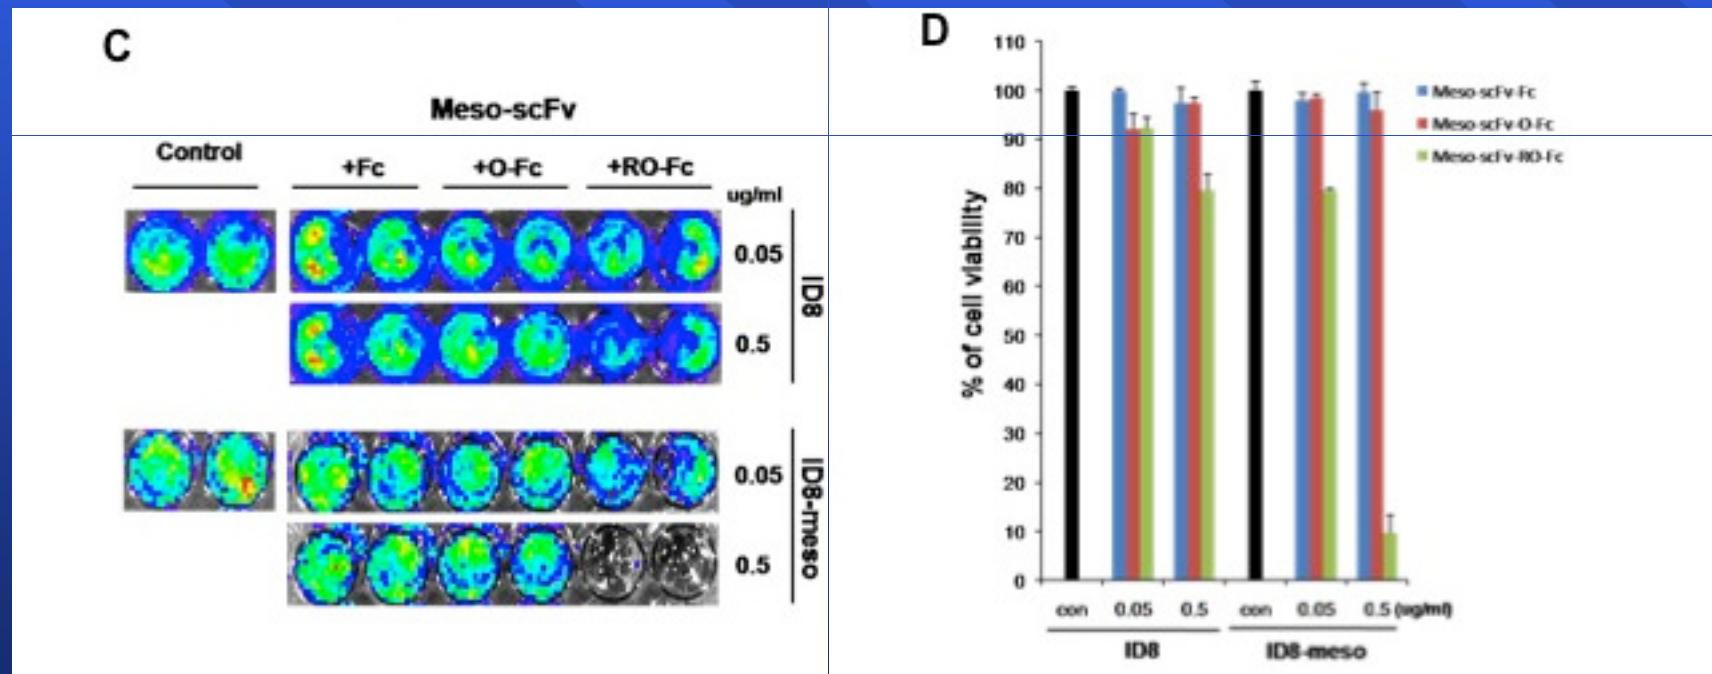 C
Meso-scFv
Control
+Fc +O-Fc +RO-Fc
ug/ml
0.05
0.5
ID8
0.05
0.5
ID8-meso
D
110
100
90
80
70
60
50
40
30
20
10
0
% of cell viability
Meso-scFv-Fc
Meso-scFv-O-Fc
Meso-scFv-RO-Fc
con 0.05 0.5 con 0.05 0.5 (ug/ml)
ID8 ID8-meso